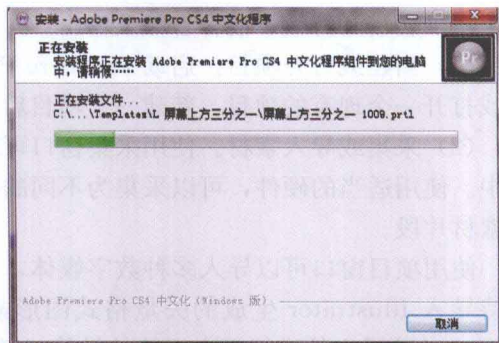 安装 - Adobe Premiere Pro CS4 中文化程序
正在安装
安装程序正在安装 Adobe Premiere Pro CS4 中文化程序组件到您的电脑
中，请稍候……
Pr
正在安装文件...
C:\...\Templates\L 屏幕上方三分之一\屏幕上方三分之一 1009.prtl
Adobe Premiere Pro CS4 中文化 (Windows 版)
取消